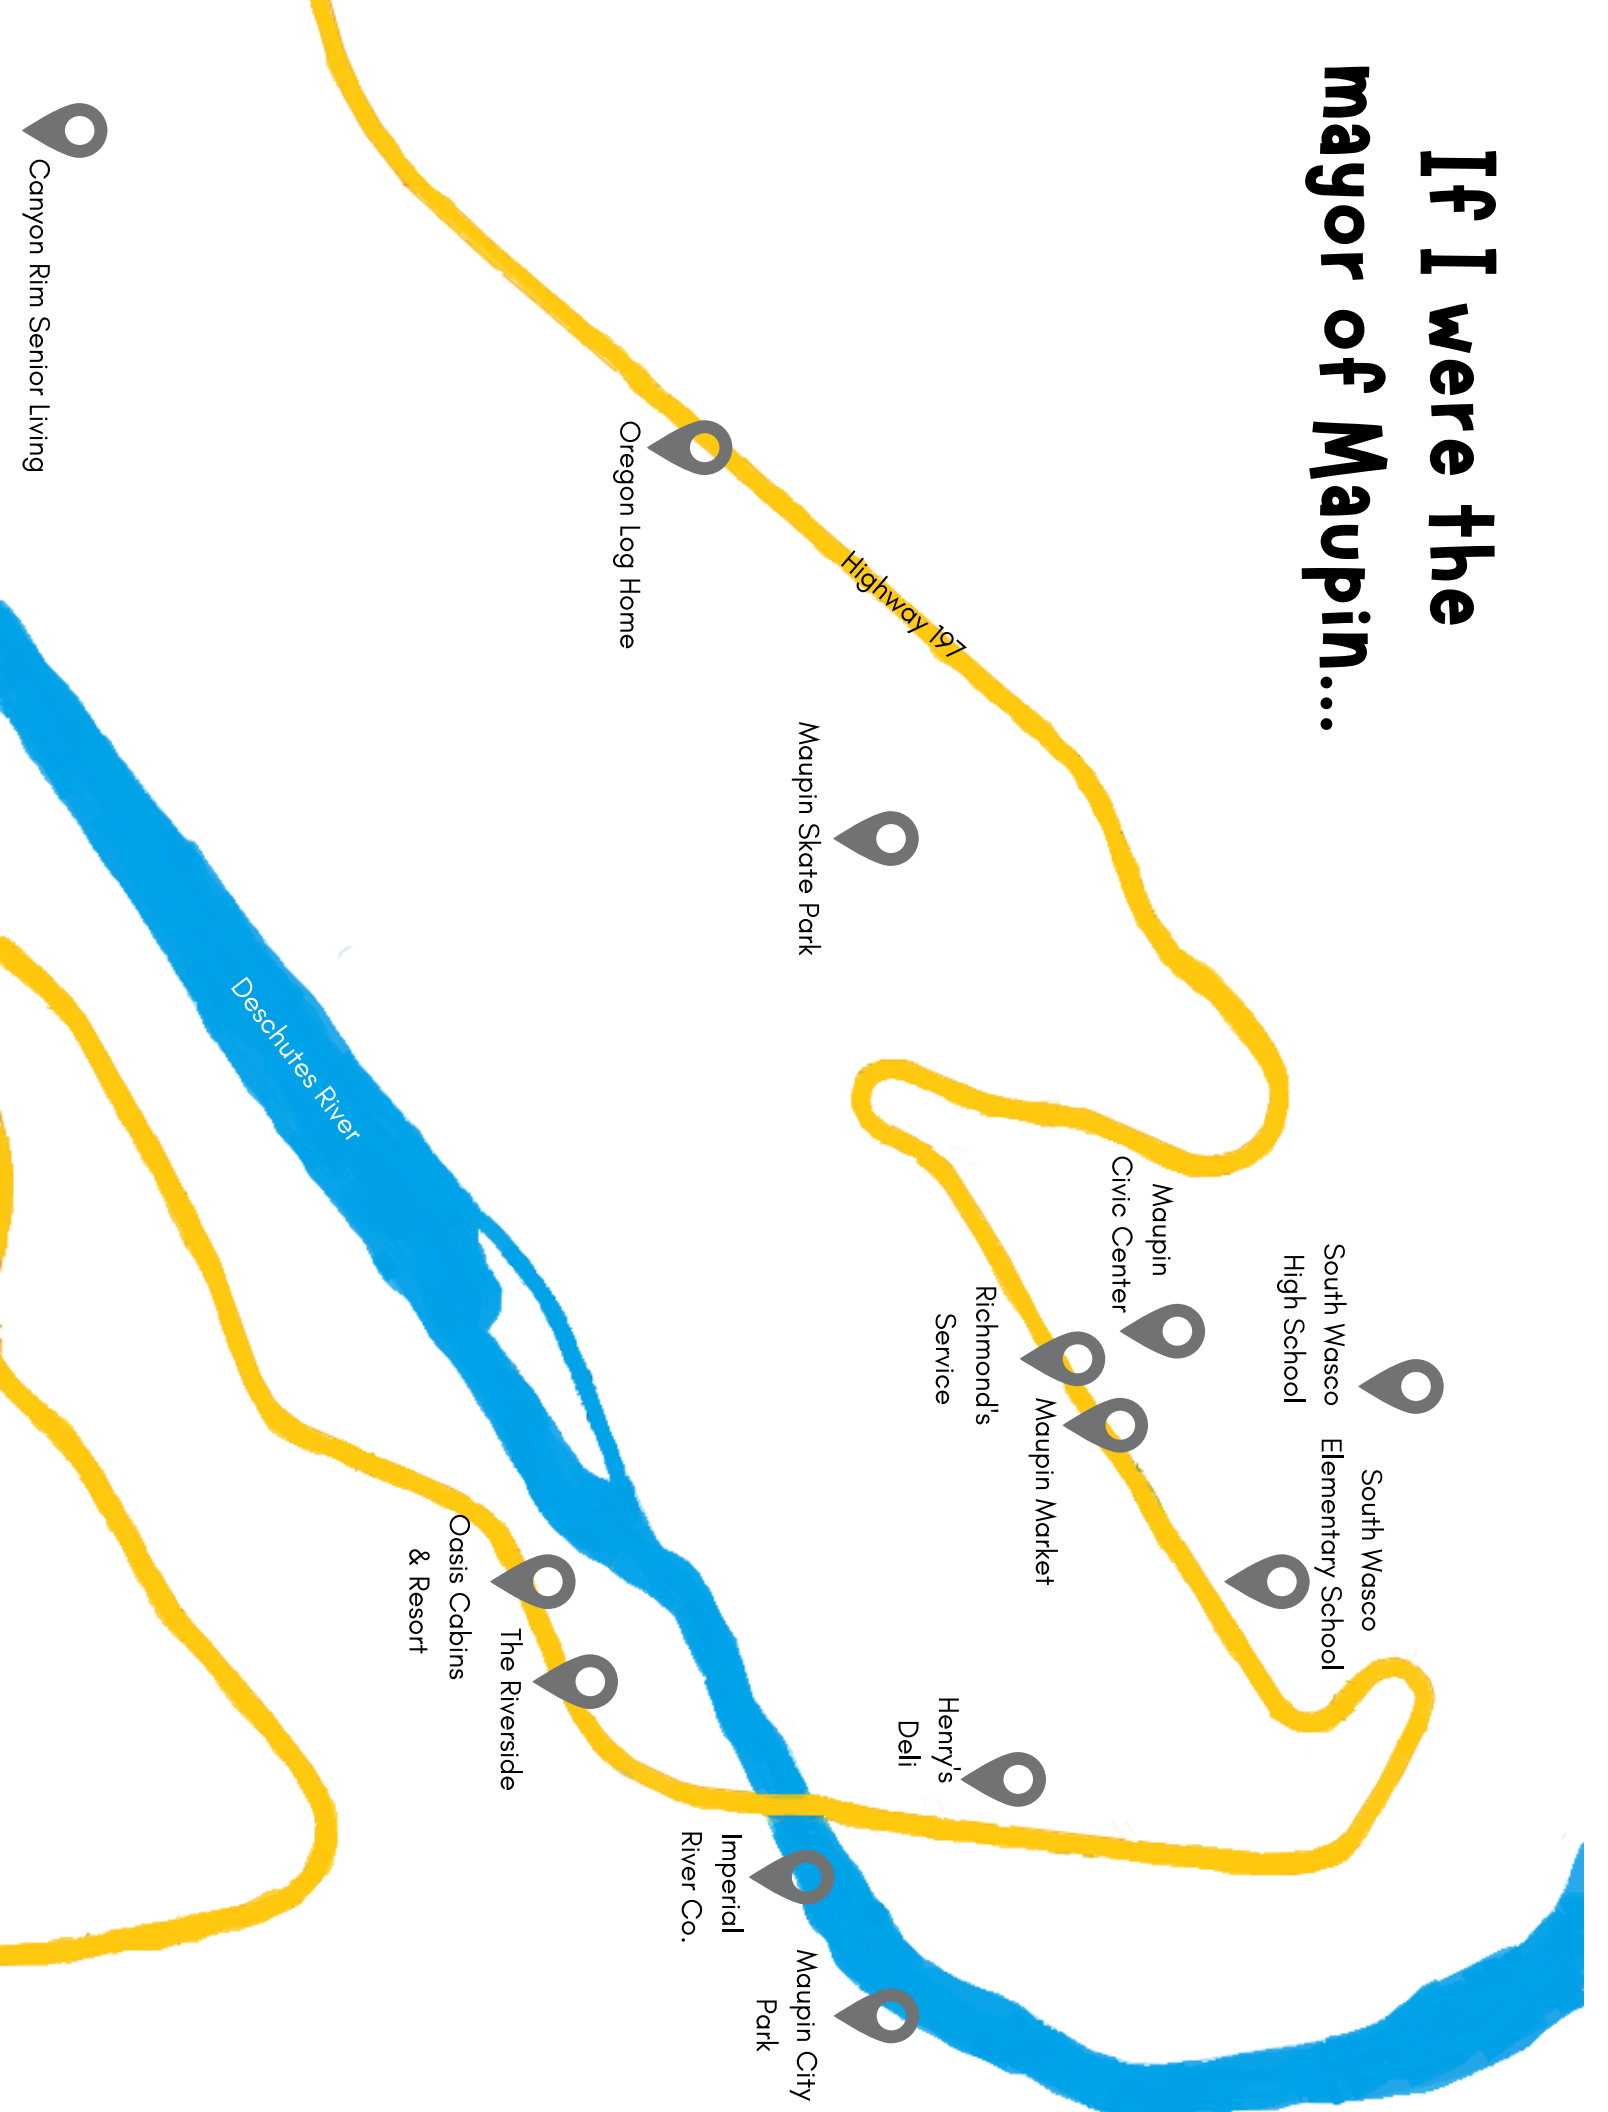 If I were the
mayor of Maupin...
South Wasco
High School
South Wasco
Elementary School
Maupin
Civic Center
Richmond's
Service
Maupin Market
Highway 197
Maupin Skate Park
Henry's
Deli
Oregon Log Home
Imperial
River Co.
Maupin City
Park
The Riverside
Oasis Cabins
& Resort
Deschutes River
Canyon Rim Senior Living